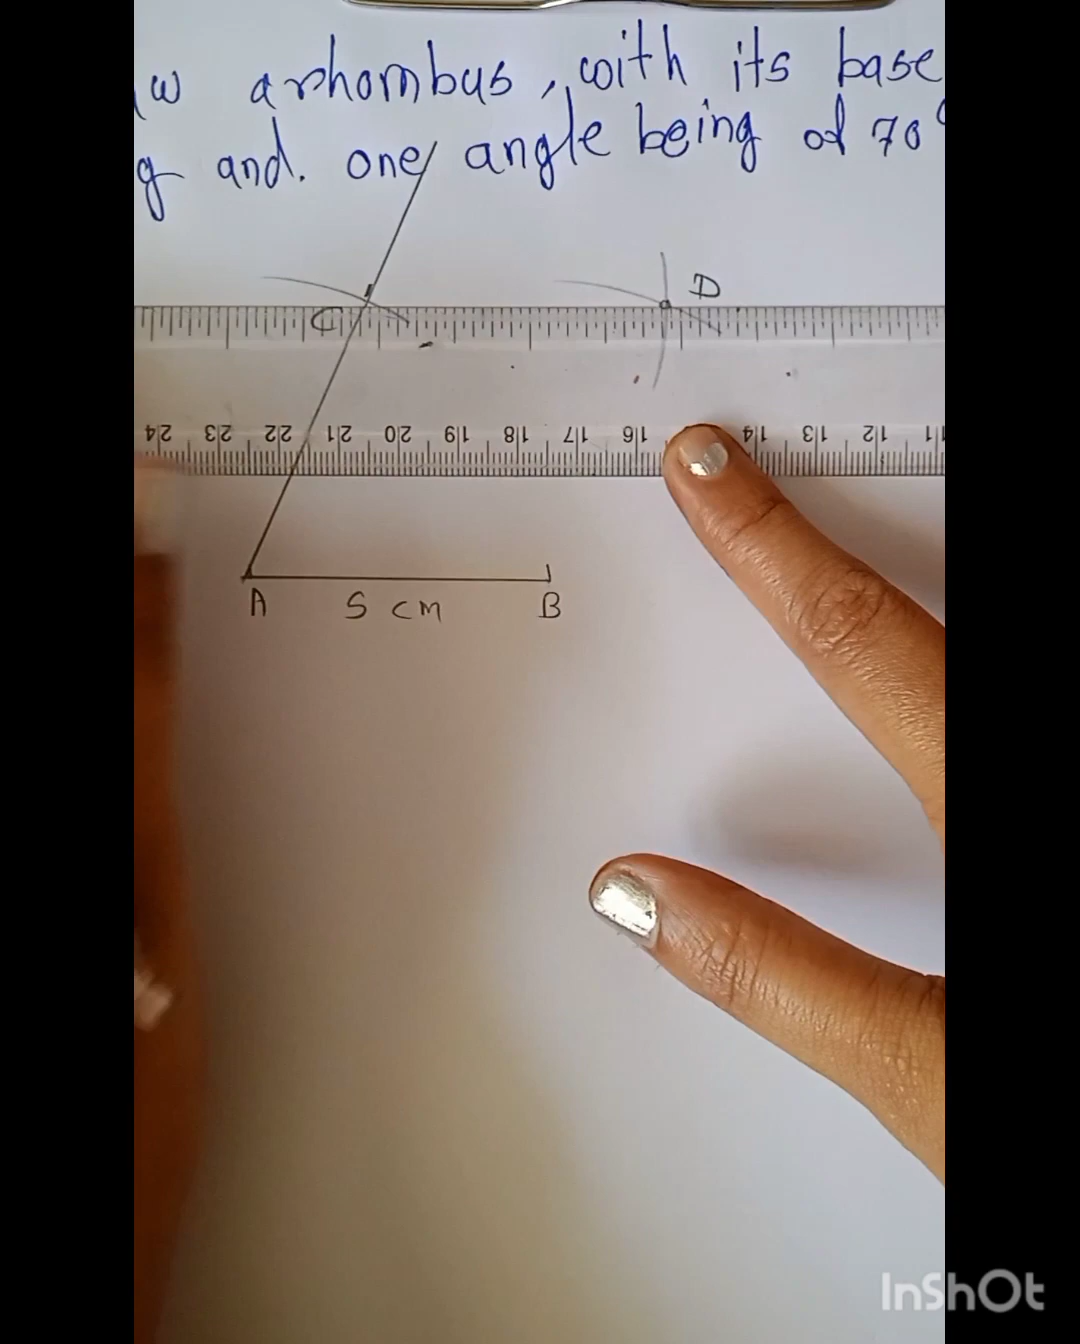 w a rhombus, with its base
g and. one angle being of 70°
D
C
24 23 22 21 20 19 18 17 16 14 13 12 11
A 5 cm B
InShOt